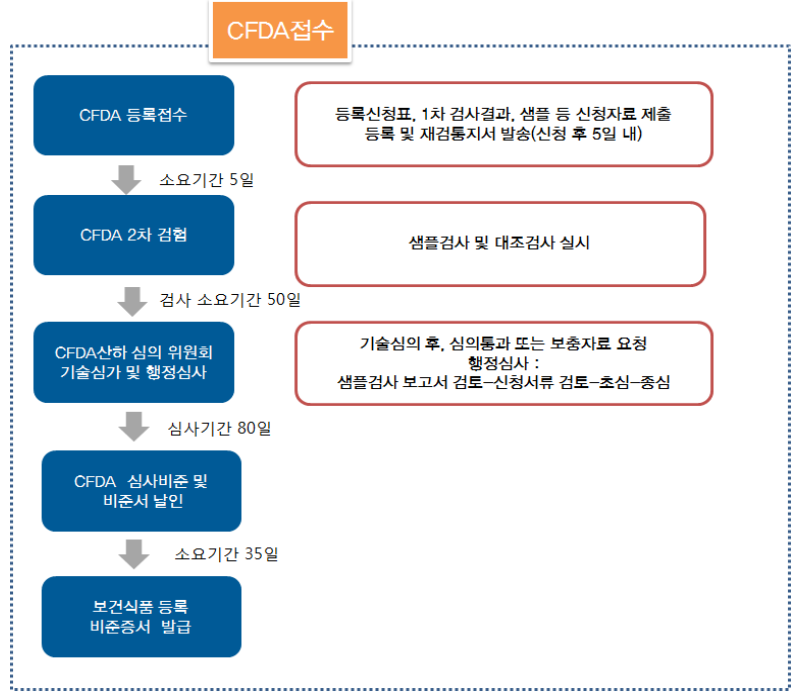 CFDA접수
CFDA 등록접수
등록신청표, 1차 검사결과, 샘플 등 신청자료 제출
등록 및 재검통지서 발송(신청 후 5일 내)
소요기간 5일
CFDA 2차 검험
샘플검사 및 대조검사 실시
검사 소요기간 50일
CFDA산하 심의 위원회
기술심가 및 행정심사
기술심의 후, 심의통과 또는 보충자료 요청
행정심사 :
샘플검사 보고서 검토-신청서류 검토-초심-종심
심사기간 80일
CFDA 심사비준 및
비준서 날인
소요기간 35일
보건식품 등록
비준증서 발급